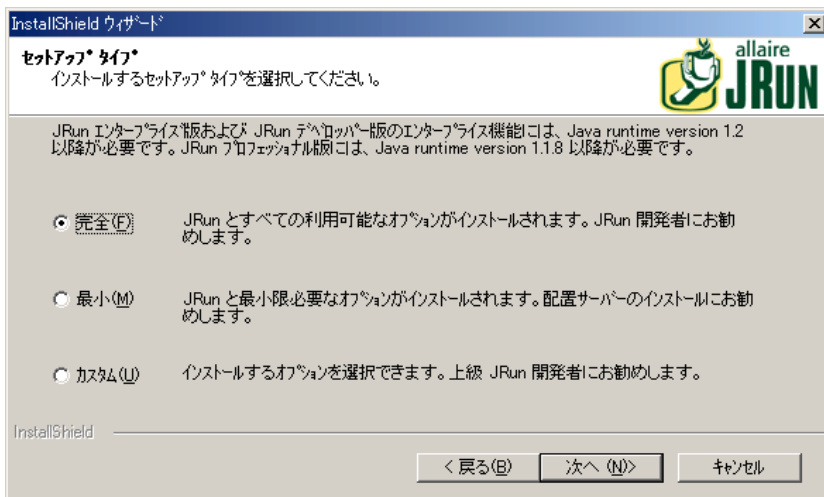 InstallShield ウィザード
セットアップ タイプ
インストールするセットアップ タイプを選択してください。
allaire
JRUN
JRun エンタープライズ版および JRun デベロッパー版のエンタープライズ機能には、Java runtime version 1.2
以降が必要です。JRun プロフェッショナル版には、Java runtime version 1.1.8 以降が必要です。
完全(F)
JRun とすべての利用可能なオプションがインストールされます。JRun 開発者にお勧
めします。
最小(M)
JRun と最小限必要なオプションがインストールされます。配置サーバーのインストールにお勧
めします。
カスタム(U)
インストールするオプションを選択できます。上級 JRun 開発者にお勧めします。
InstallShield
< 戻る(B)
次へ (N)>
キャンセル